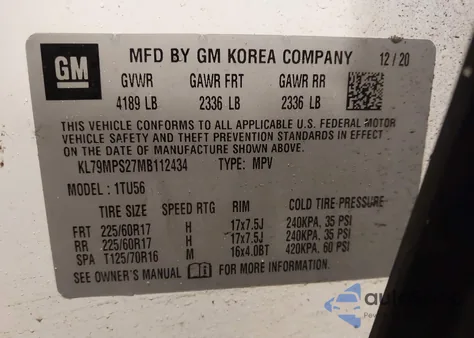 GM
MFD BY GM KOREA COMPANY 12/20
GVWR GAWR FRT GAWR RR
4189 LB 2336 LB 2336 LB
THIS VEHICLE CONFORMS TO ALL APPLICABLE U.S. FEDERAL MOTOR
VEHICLE SAFETY AND THEFT PREVENTION STANDARDS IN EFFECT
ON THE DATE OF MANUFACTURE SHOWN ABOVE.
KL79MPS27MB112434 TYPE: MPV
MODEL: 1TU56
TIRE SIZE SPEED RTG RIM COLD TIRE PRESSURE
FRT 225/60R17 H 17x7.5J 240KPA, 35 PSI
RR 225/60R17 H 17x7.5J 240KPA, 35 PSI
SPA T125/70R16 M 16x4.0BT 420KPA, 60 PSI
SEE OWNER'S MANUAL FOR MORE INFORMATION.